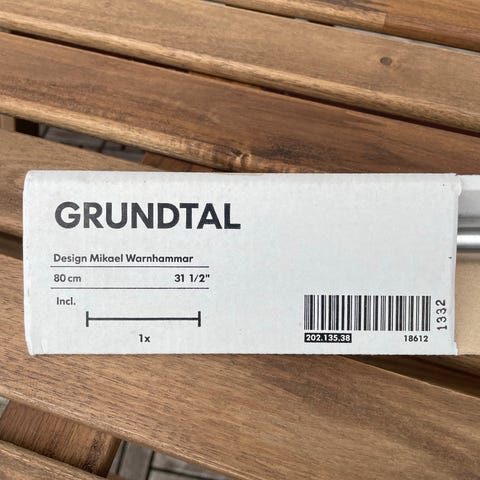 GRUNDTAL
Design Mikael Warnhammar
80 cm 31 1/2"
Incl.
1x
202.135.38 18612
1332